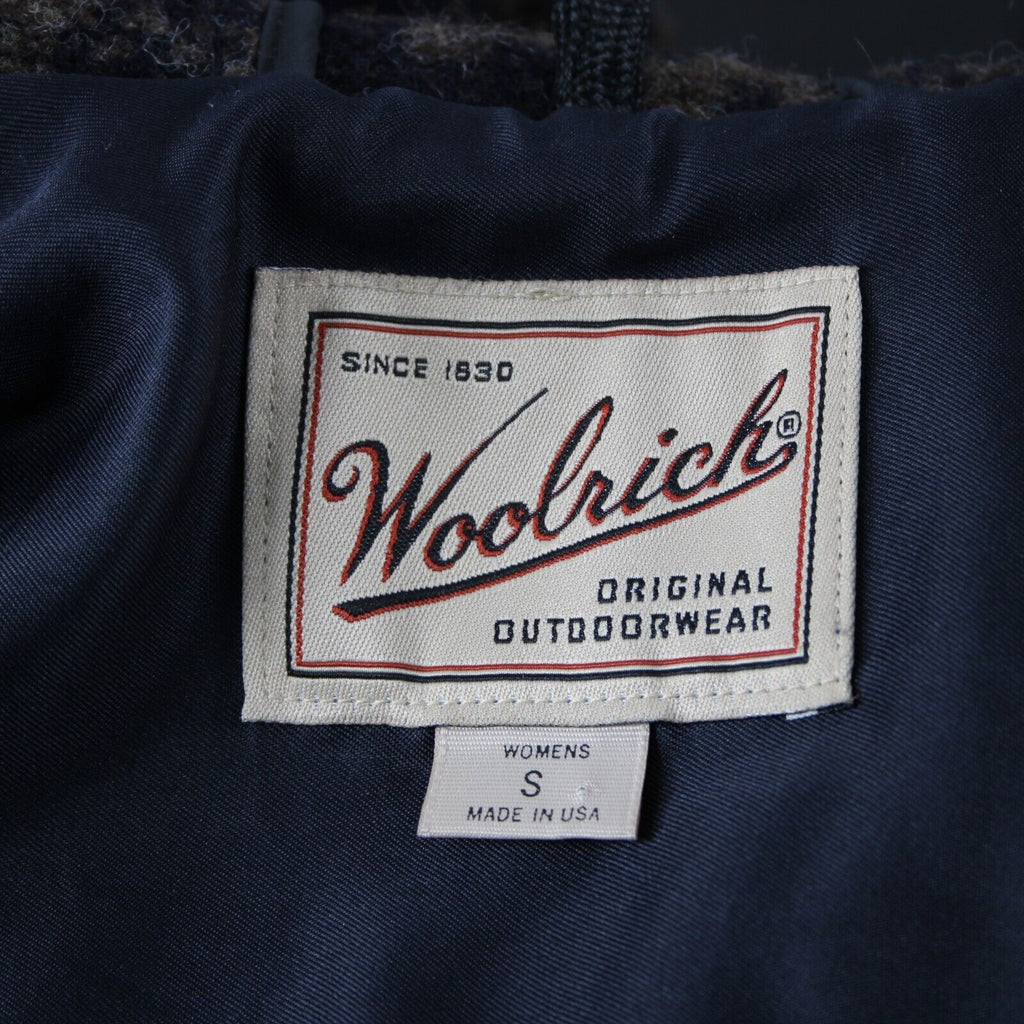 SINCE 1830
Woolrich®
ORIGINAL
OUTDOORWEAR
WOMENS
S
MADE IN USA